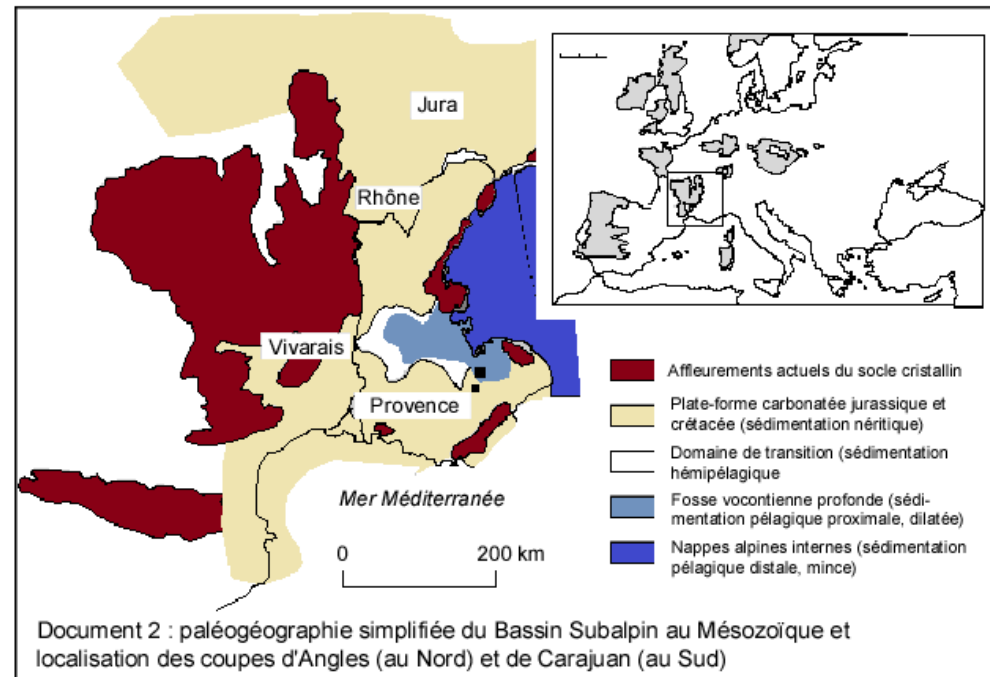 Jura
Rhône
Vivarais
Provence
Mer Méditerranée
0 200 km
Affleurements actuels du socle cristallin
Plate-forme carbonatée jurassique et
crétacée (sédimentation néritique)
Domaine de transition (sédimentation
hémipélagique
Fosse vocontienne profonde (sédi-
mentation pélagique proximale, dilatée)
Nappes alpines internes (sédimentation
pélagique distale, mince)
Document 2 : paléogéographie simplifiée du Bassin Subalpin au Mésozoïque et
localisation des coupes d'Angles (au Nord) et de Carajuan (au Sud)